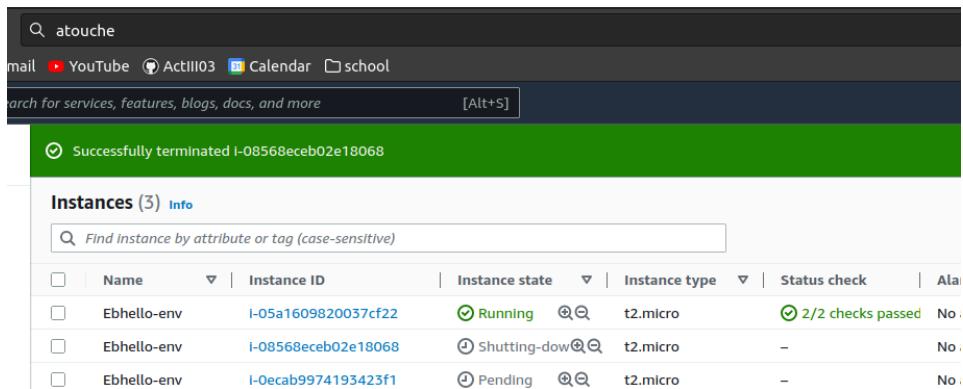 atouche
mail YouTube ActIII03 Calendar school
earch for services, features, blogs, docs, and more [Alt+S]
Successfully terminated i-08568eceb02e18068
Instances (3) Info
Find instance by attribute or tag (case-sensitive)
Name Instance ID Instance state Instance type Status check Ala
Ebhello-env i-05a1609820037cf22 Running t2.micro 2/2 checks passed No
Ebhello-env i-08568eceb02e18068 Shutting-dow t2.micro – No
Ebhello-env i-0ecab9974193423f1 Pending t2.micro – No